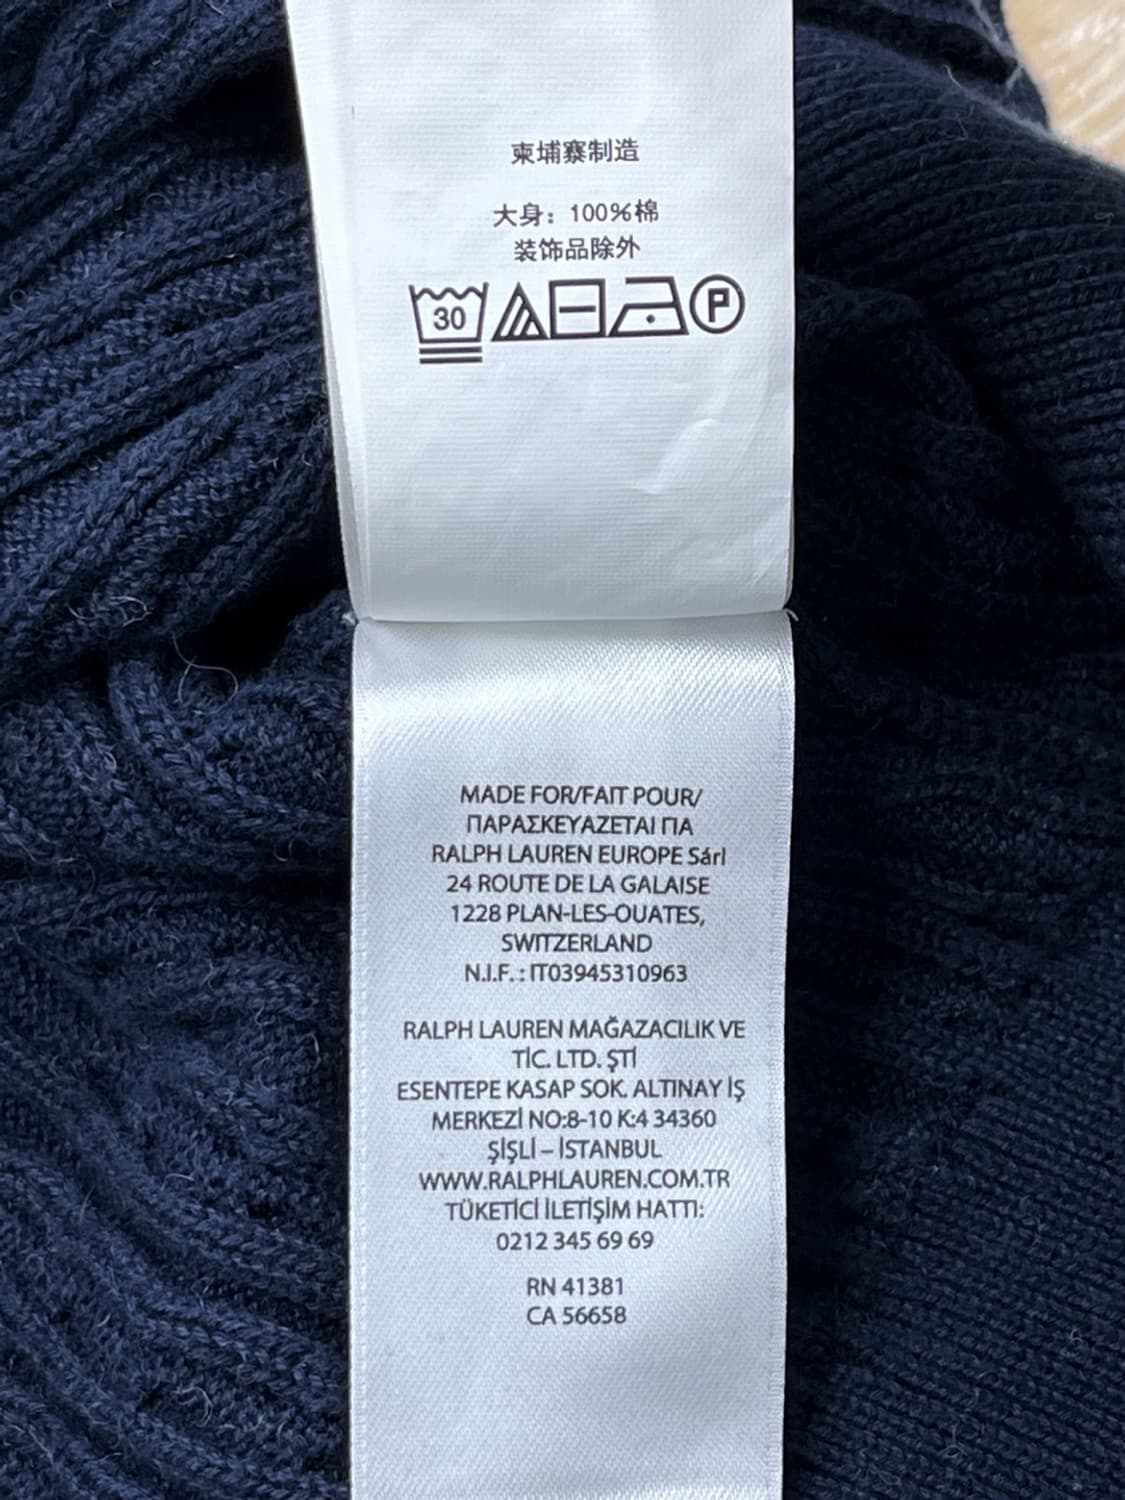 柬埔寨制造
大身：100%棉
装饰品除外
30
P
MADE FOR/FAIT POUR/
ΠΑΡΑΣΚΕΥΑΖΕΤΑΙ ΓΙΑ
RALPH LAUREN EUROPE Sárl
24 ROUTE DE LA GALAISE
1228 PLAN-LES-OUATES,
SWITZERLAND
N.I.F. : IT03945310963
RALPH LAUREN MAĞAZACILIK VE
TİC. LTD. ŞTİ
ESENTEPE KASAP SOK. ALTINAY İŞ
MERKEZİ NO:8-10 K:4 34360
ŞİŞLİ – İSTANBUL
WWW.RALPHLAUREN.COM.TR
TÜKETİCİ İLETİŞİM HATTI:
0212 345 69 69
RN 41381
CA 56658